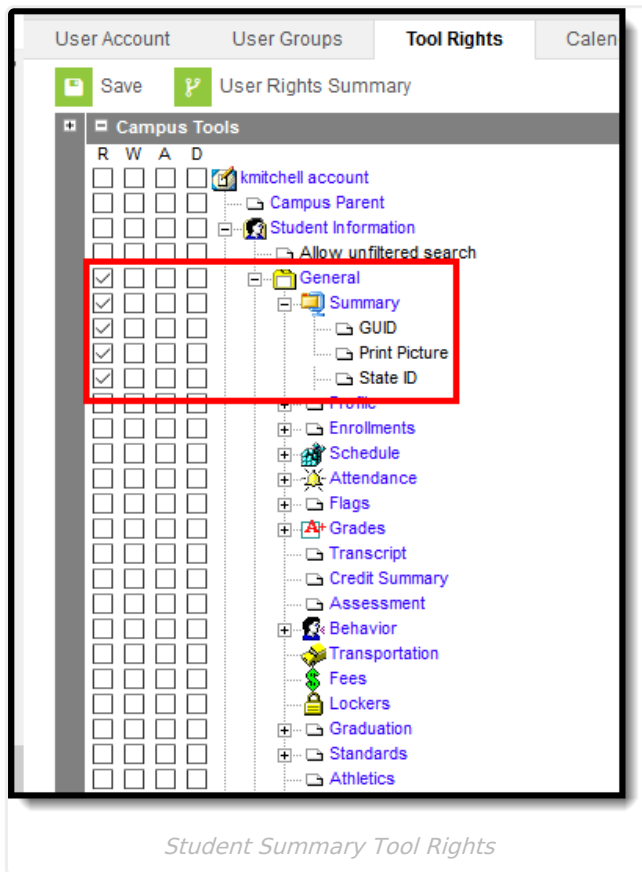 User Account User Groups Tool Rights Calen
Save User Rights Summary
Campus Tools
R W A D
kmitchell account
Campus Parent
Student Information
Allow unfiltered search
General
Summary
GUID
Print Picture
State ID
Profile
Enrollments
Schedule
Attendance
Flags
A+ Grades
Transcript
Credit Summary
Assessment
Behavior
Transportation
$ Fees
Lockers
Graduation
Standards
Athletics
Student Summary Tool Rights